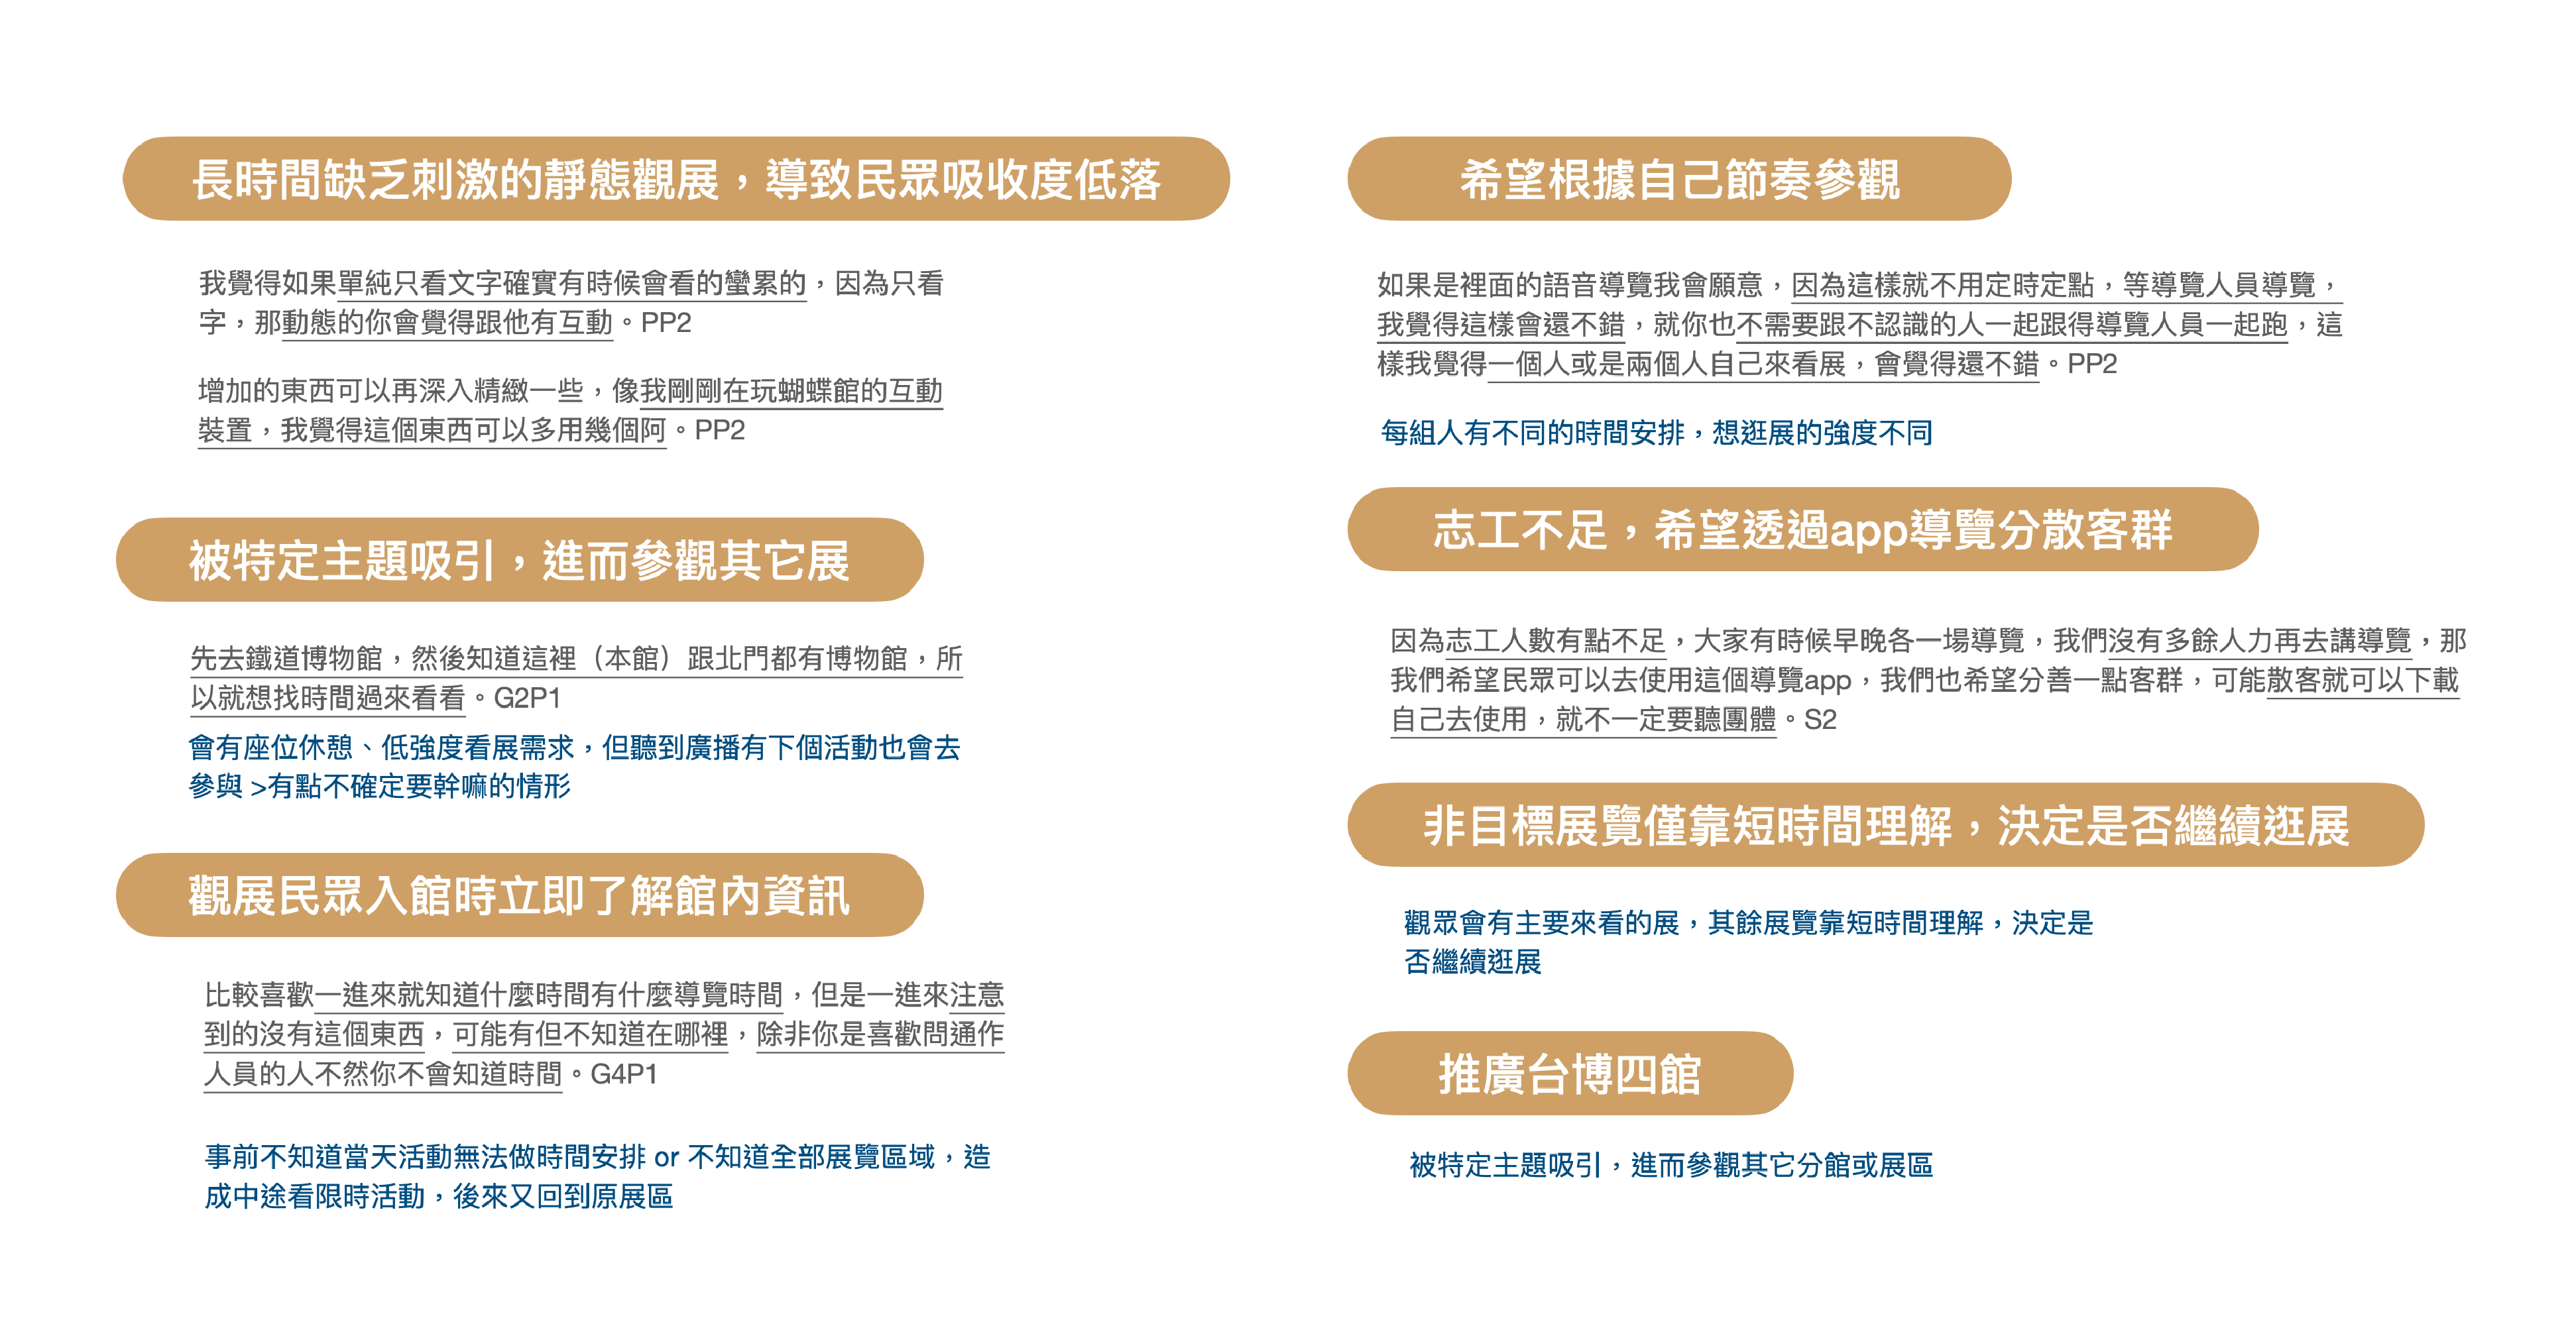 長時間缺乏刺激的靜態觀展，導致民眾吸收度低落
我覺得如果單純只看文字確實有時候會看的蠻累的，因為只看
字，那動態的你會覺得跟他有互動。PP2
增加的東西可以再深入精緻一些，像我剛剛在玩蝴蝶館的互動
裝置，我覺得這個東西可以多用幾個阿。PP2
被特定主題吸引，進而參觀其它展
先去鐵道博物館，然後知道這裡（本館）跟北門都有博物館，所
以就想找時間過來看看。G2P1
會有座位休憩、低強度看展需求，但聽到廣播有下個活動也會去
參與 >有點不確定要幹嘛的情形
觀展民眾入館時立即了解館內資訊
比較喜歡一進來就知道什麼時間有什麼導覽時間，但是一進來注意
到的沒有這個東西，可能有但不知道在哪裡，除非你是喜歡問通作
人員的人不然你不會知道時間。G4P1
事前不知道當天活動無法做時間安排 or 不知道全部展覽區域，造
成中途看限時活動，後來又回到原展區
希望根據自己節奏參觀
如果是裡面的語音導覽我會願意，因為這樣就不用定時定點，等導覽人員導覽，
我覺得這樣會還不錯，就你也不需要跟不認識的人一起跟得導覽人員一起跑，這
樣我覺得一個人或是兩個人自己來看展，會覺得還不錯。PP2
每組人有不同的時間安排，想逛展的強度不同
志工不足，希望透過app導覽分散客群
因為志工人數有點不足，大家有時候早晚各一場導覽，我們沒有多餘人力再去講導覽，那
我們希望民眾可以去使用這個導覽app，我們也希望分善一點客群，可能散客就可以下載
自己去使用，就不一定要聽團體。S2
非目標展覽僅靠短時間理解，決定是否繼續逛展
觀眾會有主要來看的展，其餘展覽靠短時間理解，決定是
否繼續逛展
推廣台博四館
被特定主題吸引，進而參觀其它分館或展區